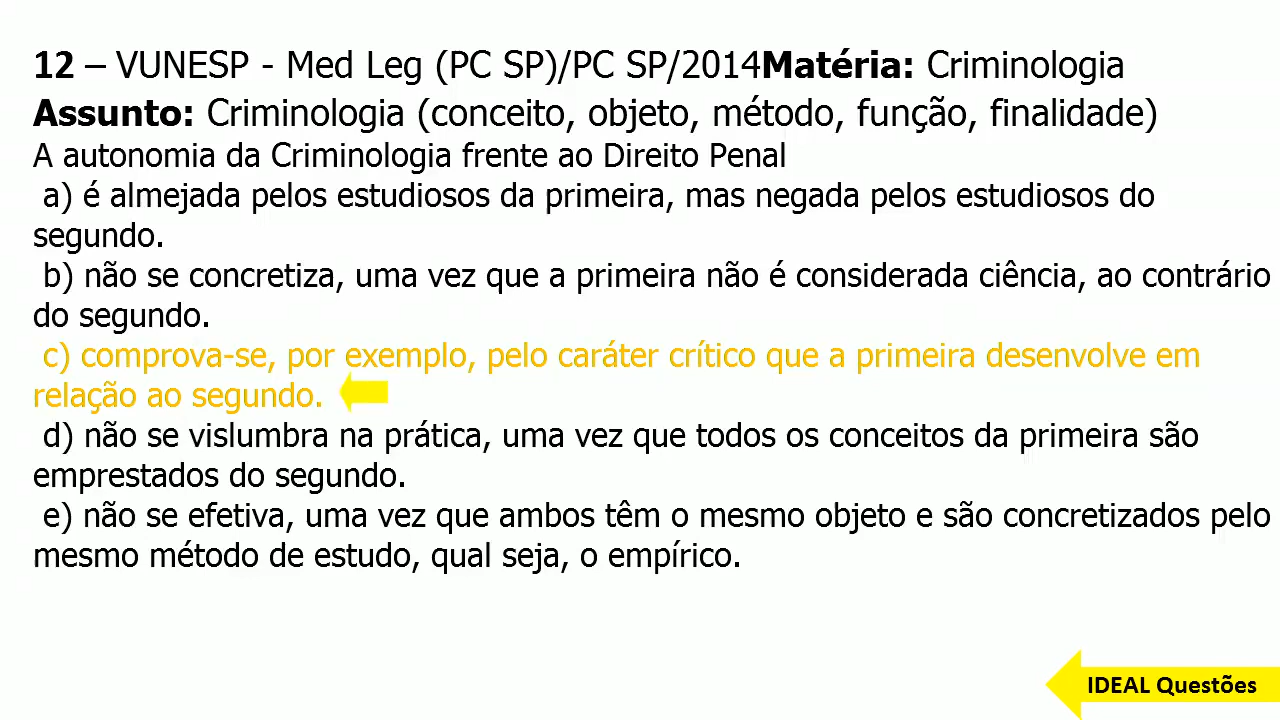 12 – VUNESP - Med Leg (PC SP)/PC SP/2014Matéria: Criminologia
Assunto: Criminologia (conceito, objeto, método, função, finalidade)
A autonomia da Criminologia frente ao Direito Penal
a) é almejada pelos estudiosos da primeira, mas negada pelos estudiosos do
segundo.
b) não se concretiza, uma vez que a primeira não é considerada ciência, ao contrário
do segundo.
c) comprova-se, por exemplo, pelo caráter crítico que a primeira desenvolve em
relação ao segundo.
d) não se vislumbra na prática, uma vez que todos os conceitos da primeira são
emprestados do segundo.
e) não se efetiva, uma vez que ambos têm o mesmo objeto e são concretizados pelo
mesmo método de estudo, qual seja, o empírico.
IDEAL Questões